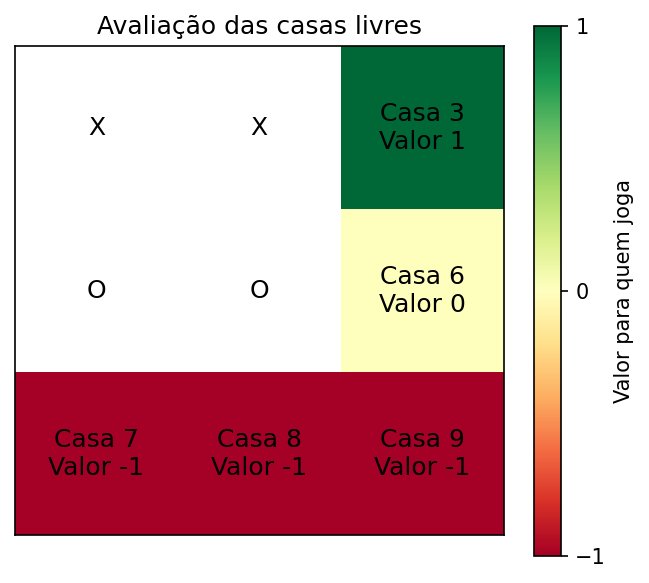 Avaliação das casas livres
X
X
Casa 3
Valor 1
O
O
Casa 6
Valor 0
Casa 7
Valor -1
Casa 8
Valor -1
Casa 9
Valor -1
1
0
−1
Valor para quem joga